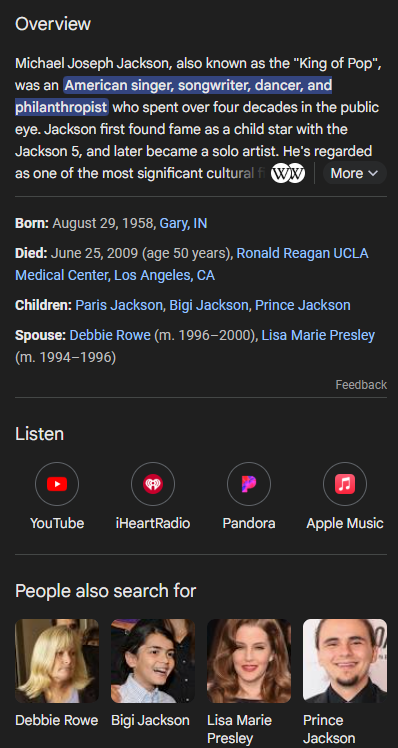 Overview
Michael Joseph Jackson, also known as the "King of Pop",
was an American singer, songwriter, dancer, and
philanthropist who spent over four decades in the public
eye. Jackson first found fame as a child star with the
Jackson 5, and later became a solo artist. He's regarded
as one of the most significant cultural
More
Born: August 29, 1958, Gary, IN
Died: June 25, 2009 (age 50 years), Ronald Reagan UCLA
Medical Center, Los Angeles, CA
Children: Paris Jackson, Bigi Jackson, Prince Jackson
Spouse: Debbie Rowe (m. 1996–2000), Lisa Marie Presley
(m. 1994–1996)
Feedback
Listen
YouTube iHeartRadio Pandora Apple Music
People also search for
Debbie Rowe Bigi Jackson Lisa Marie Presley Prince Jackson